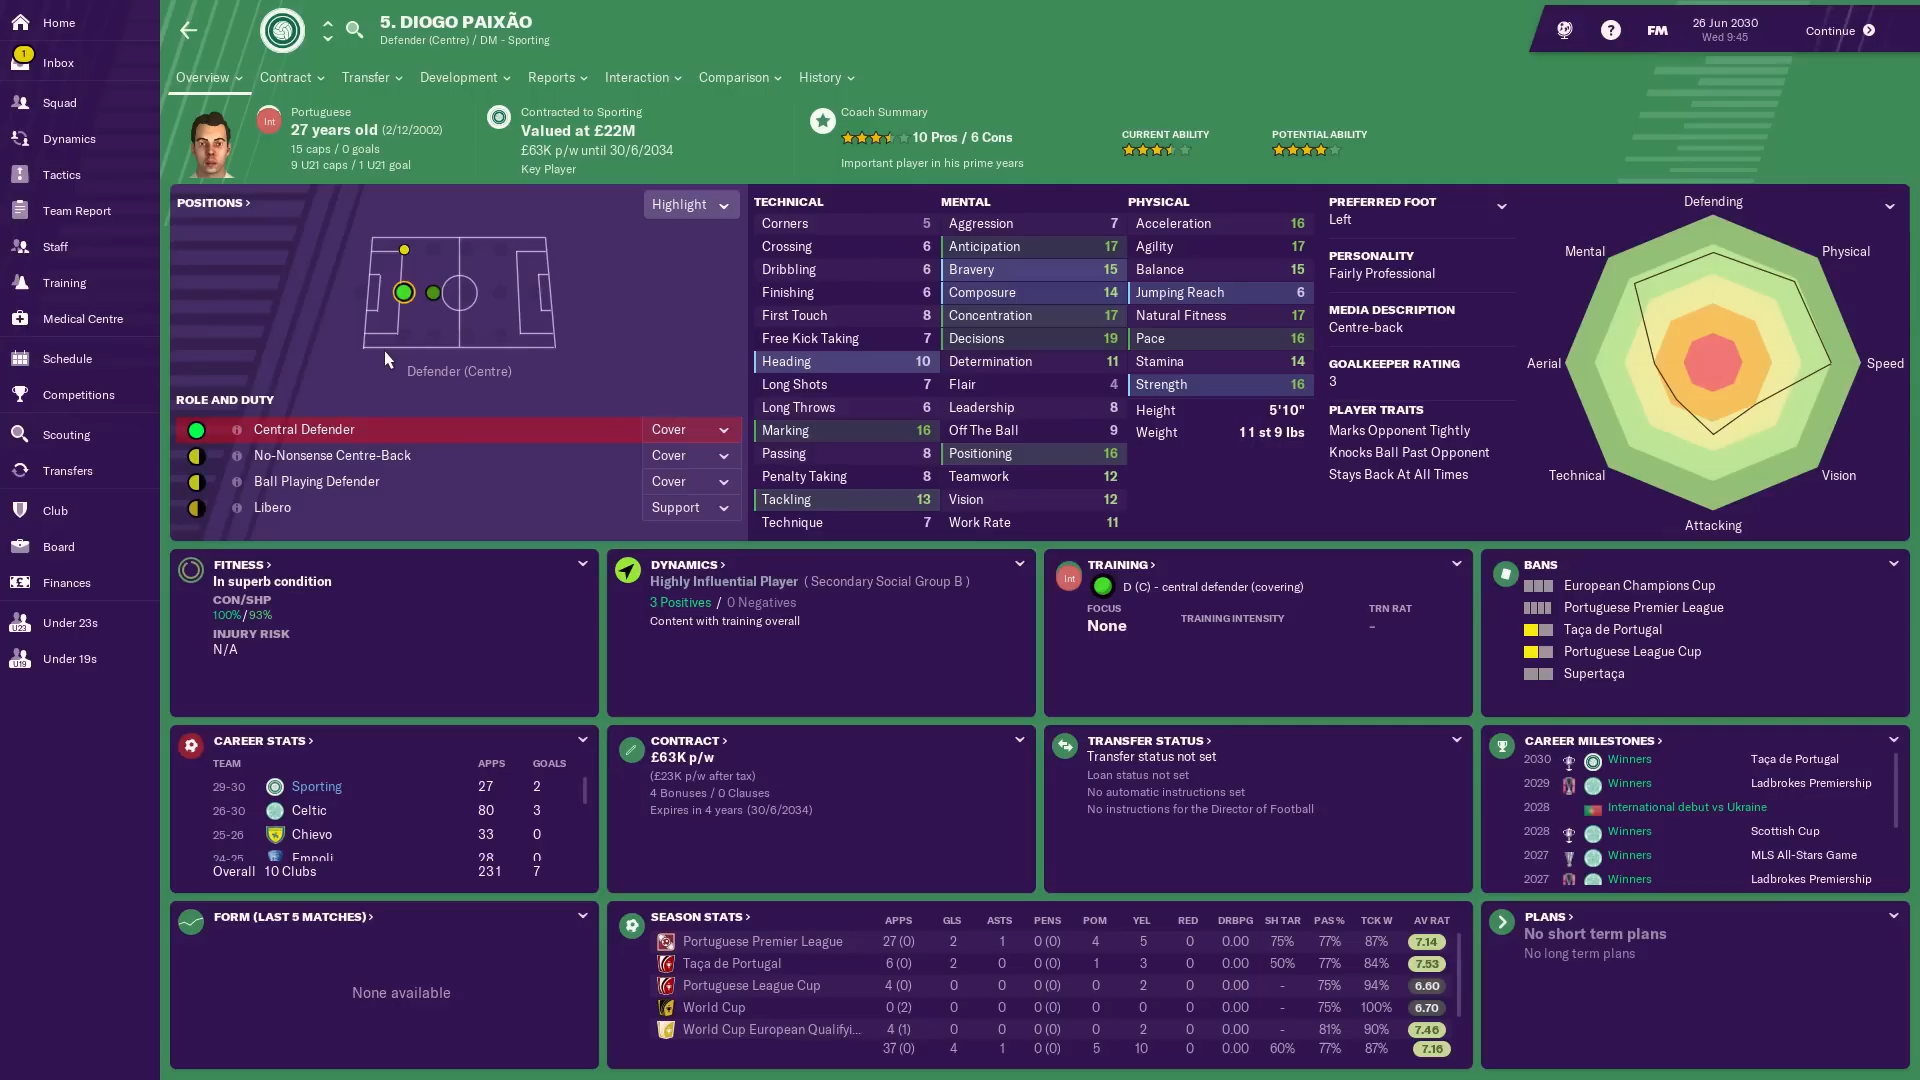 Home
1
Inbox
Squad
Dynamics
Tactics
Team Report
Staff
Training
Medical Centre
Schedule
Competitions
Scouting
Transfers
Club
Board
Finances
U23 Under 23s
U19 Under 19s
5. DIOGO PAIXÃO
Defender (Centre) / DM - Sporting
? FM 26 Jun 2030
Wed 9:45
Continue
Overview Contract Transfer Development Reports Interaction Comparison History
Int
Portuguese
27 years old (2/12/2002)
15 caps / 0 goals
9 U21 caps / 1 U21 goal
Contracted to Sporting
Valued at £22M
£63K p/w until 30/6/2034
Key Player
Coach Summary
10 Pros / 6 Cons
Important player in his prime years
CURRENT ABILITY
POTENTIAL ABILITY
POSITIONS >
Highlight
Defender (Centre)
ROLE AND DUTY
Central Defender Cover
No-Nonsense Centre-Back Cover
Ball Playing Defender Cover
Libero Support
TECHNICAL
Corners 5
Crossing 6
Dribbling 6
Finishing 6
First Touch 8
Free Kick Taking 7
Heading 10
Long Shots 7
Long Throws 6
Marking 16
Passing 8
Penalty Taking 8
Tackling 13
Technique 7
MENTAL
Aggression 7
Anticipation 17
Bravery 15
Composure 14
Concentration 17
Decisions 19
Determination 11
Flair 4
Leadership 8
Off The Ball 9
Positioning 16
Teamwork 12
Vision 12
Work Rate 11
PHYSICAL
Acceleration 16
Agility 17
Balance 15
Jumping Reach 6
Natural Fitness 17
Pace 16
Stamina 14
Strength 16
Height 5'10"
Weight 11 st 9 lbs
PREFERRED FOOT
Left
PERSONALITY
Fairly Professional
MEDIA DESCRIPTION
Centre-back
GOALKEEPER RATING
3
PLAYER TRAITS
Marks Opponent Tightly
Knocks Ball Past Opponent
Stays Back At All Times
Defending
Mental Physical
Aerial Speed
Technical Vision
Attacking
FITNESS >
In superb condition
CON/SHP
100%/93%
INJURY RISK
N/A
DYNAMICS >
Highly Influential Player ( Secondary Social Group B )
3 Positives / 0 Negatives
Content with training overall
Int
TRAINING >
D (C) - central defender (covering)
FOCUS TRAINING INTENSITY TRN RAT
None -
BANS
European Champions Cup
Portuguese Premier League
Taça de Portugal
Portuguese League Cup
Supertaça
CAREER STATS >
TEAM APPS GOALS
29-30 Sporting 27 2
26-30 Celtic 80 3
25-26 Chievo 33 0
24-25 Empoli 28 0
Overall 10 Clubs 231 7
CONTRACT >
£63K p/w
(£23K p/w after tax)
4 Bonuses / 0 Clauses
Expires in 4 years (30/6/2034)
TRANSFER STATUS >
Transfer status not set
Loan status not set
No automatic instructions set
No instructions for the Director of Football
CAREER MILESTONES >
2030 Winners Taça de Portugal
2029 Winners Ladbrokes Premiership
2028 International debut vs Ukraine
2028 Winners Scottish Cup
2027 Winners MLS All-Stars Game
2027 Winners Ladbrokes Premiership
FORM (LAST 5 MATCHES) >
None available
SEASON STATS > APPS GLS ASTS PENS POM YEL RED DRBPG SH TAR PAS % TCK W AV RAT
Portuguese Premier League 27 (0) 2 1 0 (0) 4 5 0 0.00 75% 77% 87% 7.14
Taça de Portugal 6 (0) 2 0 0 (0) 1 3 0 0.00 50% 77% 84% 7.53
Portuguese League Cup 4 (0) 0 0 0 (0) 0 2 0 0.00 - 75% 94% 6.60
World Cup 0 (2) 0 0 0 (0) 0 0 0 0.00 - 75% 100% 6.70
World Cup European Qualifyi... 4 (1) 0 0 0 (0) 0 2 0 0.00 - 81% 90% 7.46
37 (0) 4 1 0 (0) 5 10 0 0.00 60% 77% 87% 7.16
PLANS >
No short term plans
No long term plans